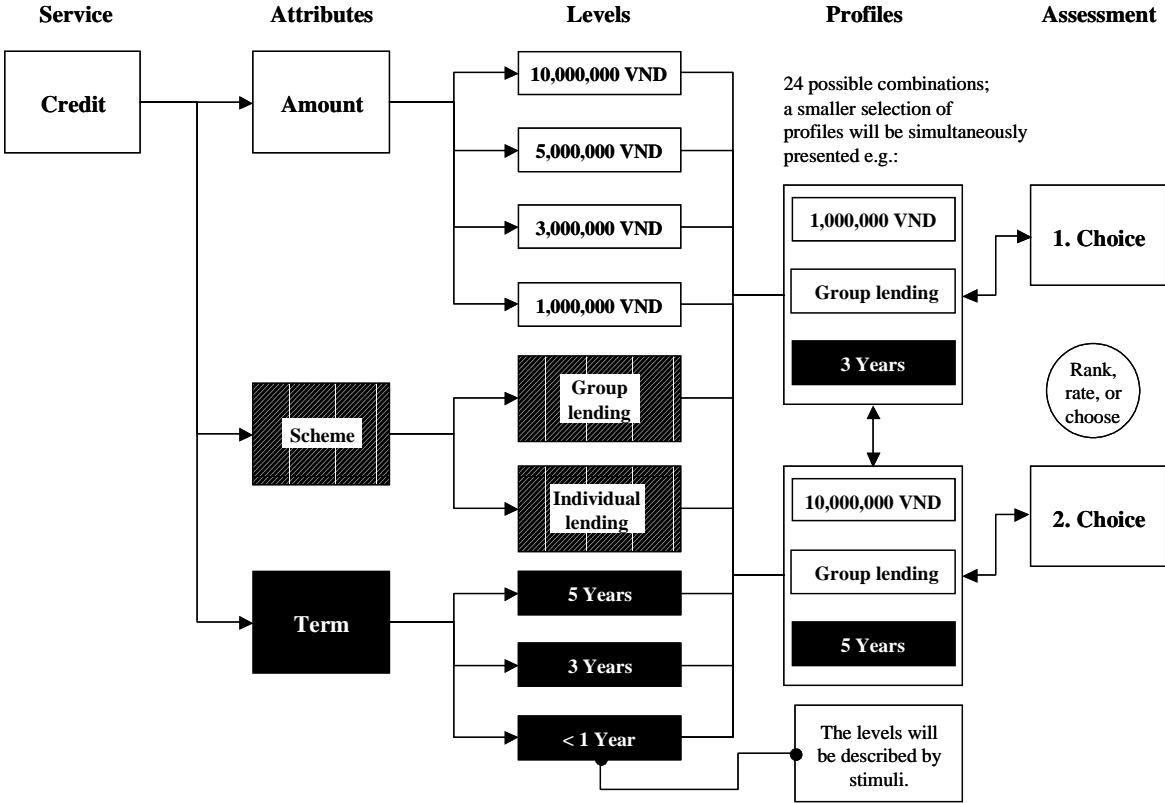 Service
Attributes
Levels
Profiles
Assessment
Credit
Amount
10,000,000 VND
5,000,000 VND
3,000,000 VND
1,000,000 VND
Scheme
Group
lending
Individual
lending
Term
5 Years
3 Years
< 1 Year
24 possible combinations;
a smaller selection of
profiles will be simultaneously
presented e.g.:
1,000,000 VND
Group lending
3 Years
10,000,000 VND
Group lending
5 Years
The levels will
be described by
stimuli.
1. Choice
Rank,
rate, or
choose
2. Choice